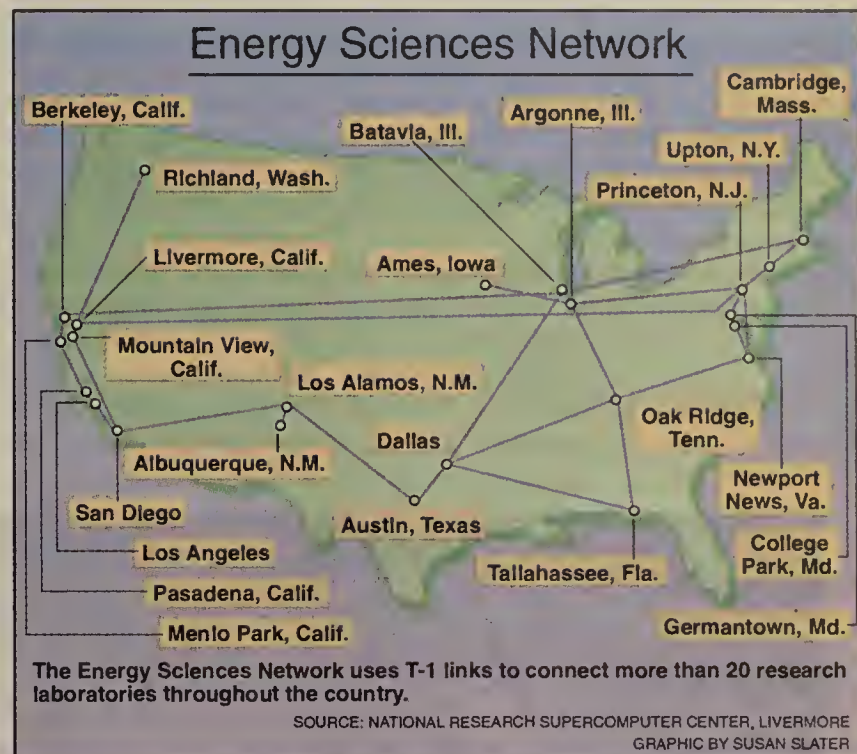 Energy Sciences Network
Berkeley, Calif.
Richland, Wash.
Batavia, Ill.
Argonne, Ill.
Cambridge,
Mass.
Upton, N.Y.
Princeton, N.J.
Livermore, Calif.
Ames, Iowa
Mountain View,
Calif.
Los Alamos, N.M.
Dallas
Oak Ridge,
Tenn.
Albuquerque, N.M.
Newport
News, Va.
San Diego
Austin, Texas
Los Angeles
College
Park, Md.
Tallahassee, Fla.
Pasadena, Calif.
Menlo Park, Calif.
Germantown, Md.
The Energy Sciences Network uses T-1 links to connect more than 20 research
laboratories throughout the country.
SOURCE: NATIONAL RESEARCH SUPERCOMPUTER CENTER, LIVERMORE
GRAPHIC BY SUSAN SLATER